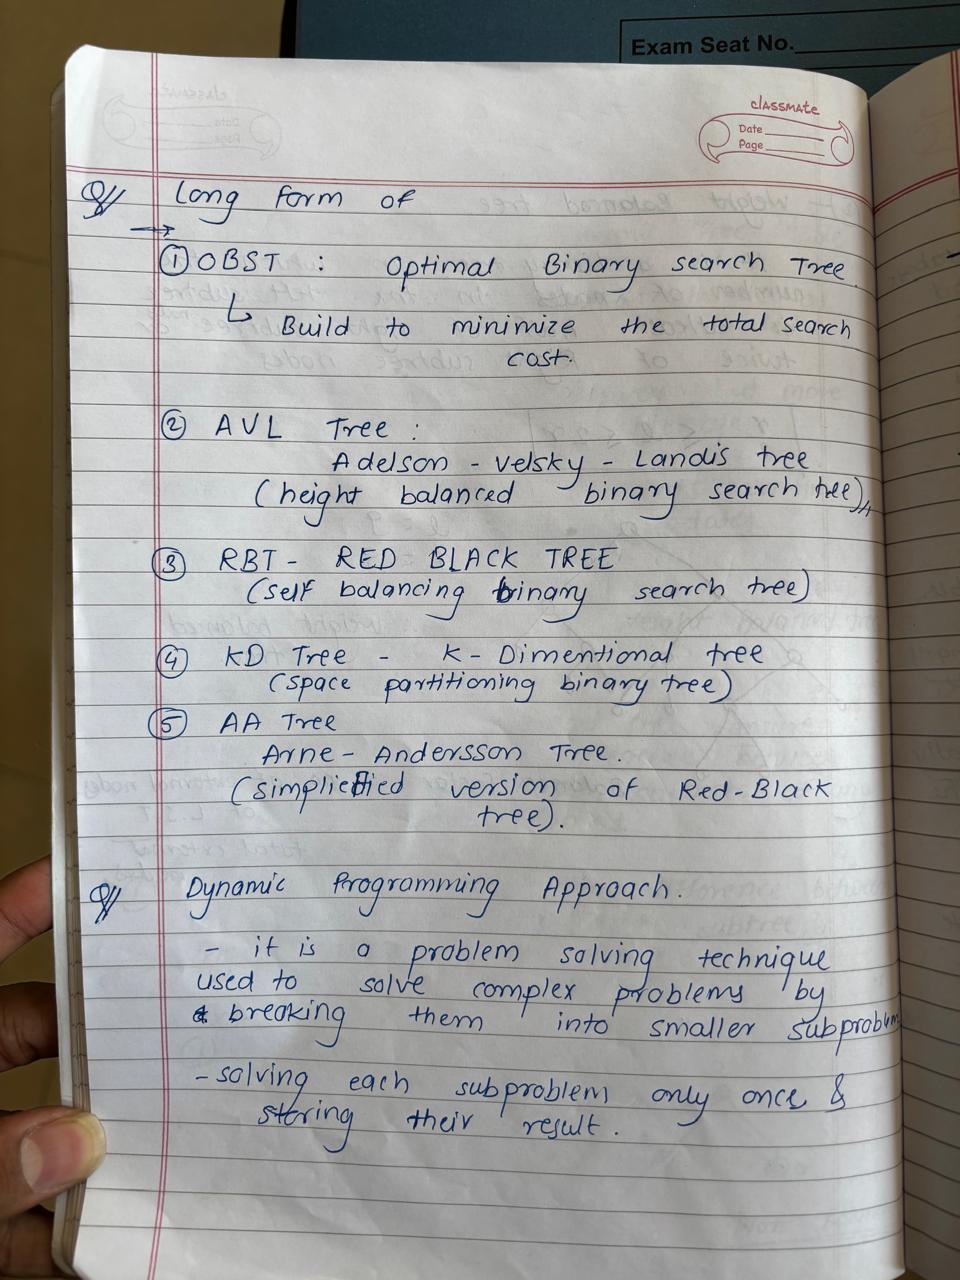 Exam Seat No.
classmate
Date
Page
Q// Long form of
→
① OBST : Optimal Binary search Tree.
↳ Build to minimize the total search
cost.
② AVL Tree :
Adelson - Velsky - Landis tree
(height balanced binary search tree)
③ RBT - RED BLACK TREE
(self balancing binary search tree)
④ KD Tree - K - Dimentional tree
(space partitioning binary tree)
⑤ AA Tree
Arne - Andersson Tree.
(simplicified version of Red-Black
tree).
Q// Dynamic Programming Approach.
- it is a problem solving technique
used to solve complex problems by
breaking them into smaller subproblem
- solving each subproblem only once &
storing their result.